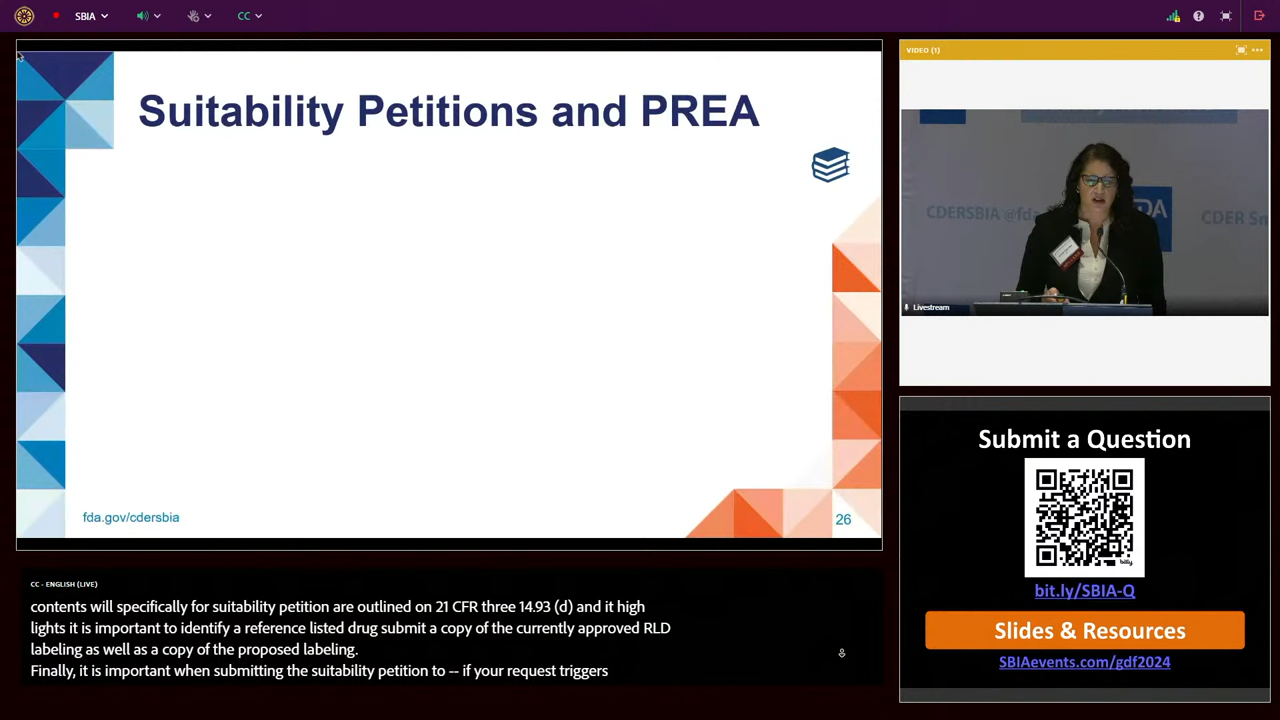 SBIA
CC
Suitability Petitions and PREA
fda.gov/cdersbia
26
VIDEO (1)
CDERSBIA @fda
FDA
CDER Sm
Livestream
Submit a Question
bitly
bit.ly/SBIA-Q
Slides & Resources
SBIAevents.com/gdf2024
CC - ENGLISH (LIVE)
contents will specifically for suitability petition are outlined on 21 CFR three 14.93 (d) and it high
lights it is important to identify a reference listed drug submit a copy of the currently approved RLD
labeling as well as a copy of the proposed labeling.
Finally, it is important when submitting the suitability petition to -- if your request triggers